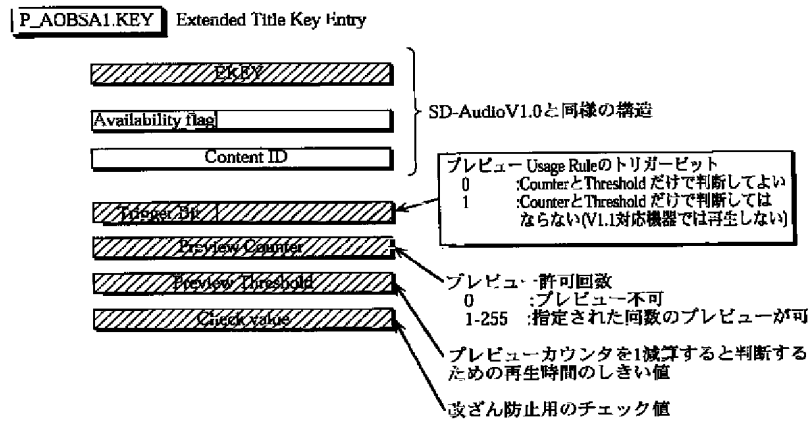 P_AOBSA1.KEY Extended Title Key Entry
EKEY
Availability flag
Content ID
SD-AudioV1.0と同様の構造
プレビュー Usage Ruleのトリガービット
0 :CounterとThreshold だけで判断してよい
1 :CounterとThreshold だけで判断しては
ならない(V1.1対応機器では再生しない)
Trigger Bit
Preview Counter
Preview Threshold
Check value
プレビュー許可回数
0 :プレビュー不可
1-255 :指定された回数のプレビューが可
プレビューカウンタを1減算すると判断する
ための再生時間のしきい値
改ざん防止用のチェック値